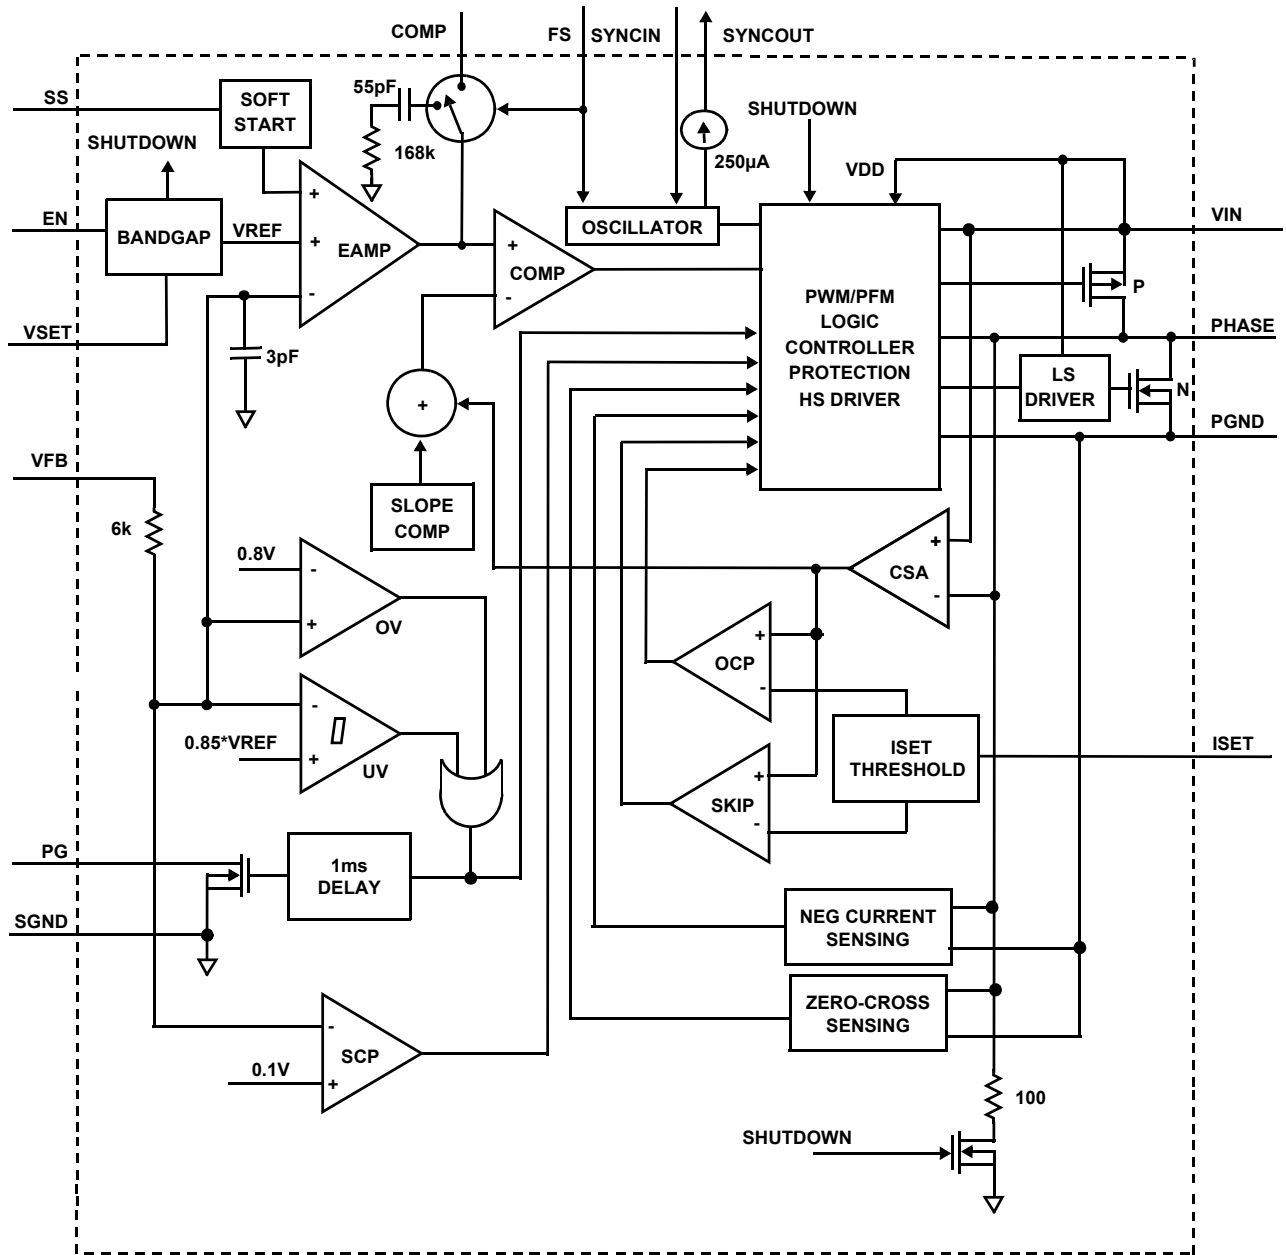 COMP
FS
SYNCIN
SYNCOUT
SS
SOFT
START
55pF
168k
SHUTDOWN
250µA
VDD
SHUTDOWN
EN
BANDGAP
VREF
+
+
-
EAMP
OSCILLATOR
+
-
COMP
VIN
PWM/PFM
LOGIC
CONTROLLER
PROTECTION
HS DRIVER
P
VSET
3pF
PHASE
LS
DRIVER
N
+
PGND
VFB
6k
SLOPE
COMP
0.8V
-
+
OV
+
-
CSA
+
-
OCP
0.85*VREF
-
+
UV
ISET
THRESHOLD
ISET
+
-
SKIP
PG
1ms
DELAY
SGND
NEG CURRENT
SENSING
ZERO-CROSS
SENSING
-
+
SCP
0.1V
100
SHUTDOWN